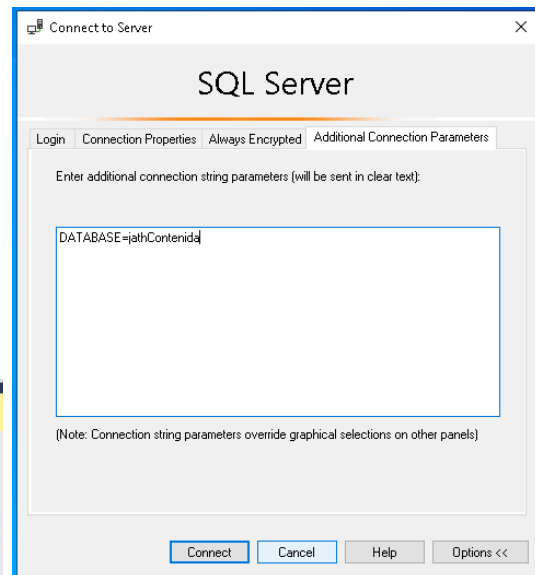 Connect to Server
SQL Server
Login Connection Properties Always Encrypted Additional Connection Parameters
Enter additional connection string parameters (will be sent in clear text):
DATABASE=jathContenida
(Note: Connection string parameters override graphical selections on other panels)
Connect Cancel Help Options <<